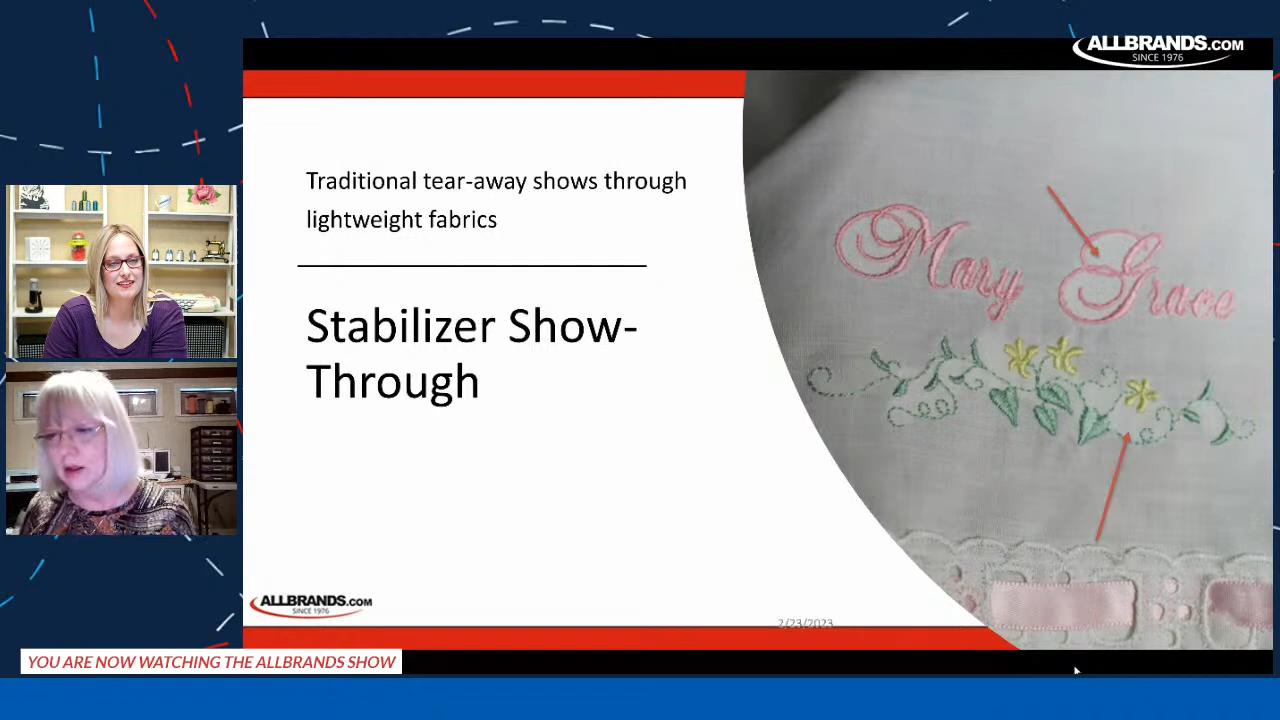 ALLBRANDS.COM
SINCE 1976
Traditional tear-away shows through
lightweight fabrics
Stabilizer Show-
Through
Mary Grace
ALLBRANDS.COM
SINCE 1976
2/23/2023
YOU ARE NOW WATCHING THE ALLBRANDS SHOW